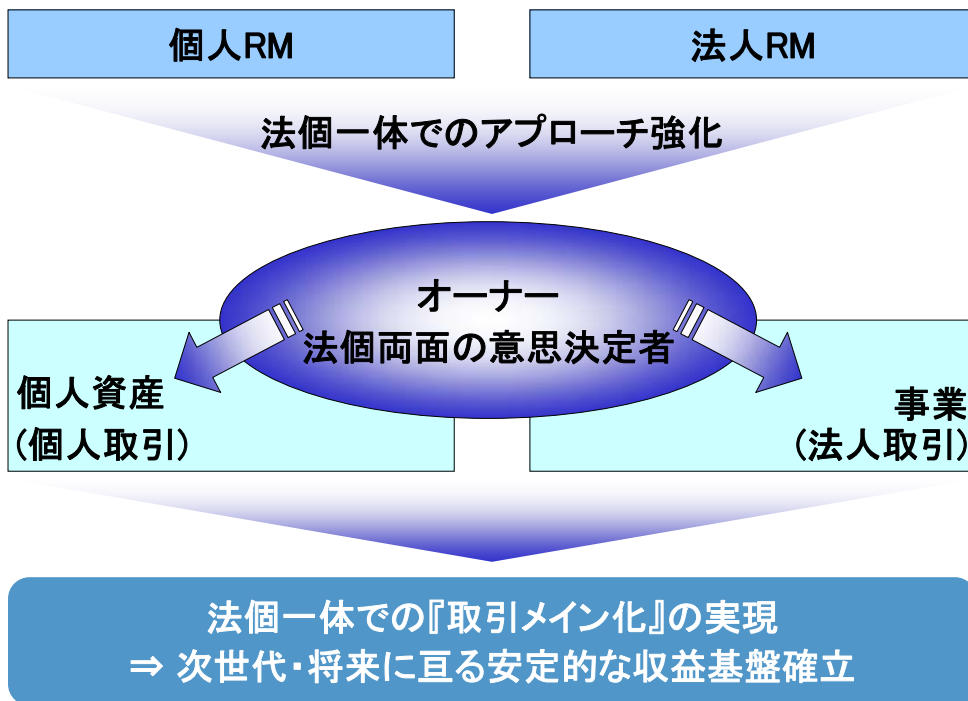 個人RM
法人RM
法個一体でのアプローチ強化
オーナー
法個両面の意思決定者
個人資産
(個人取引)
事業
(法人取引)
法個一体での『取引メイン化』の実現
⇒ 次世代・将来に亘る安定的な収益基盤確立